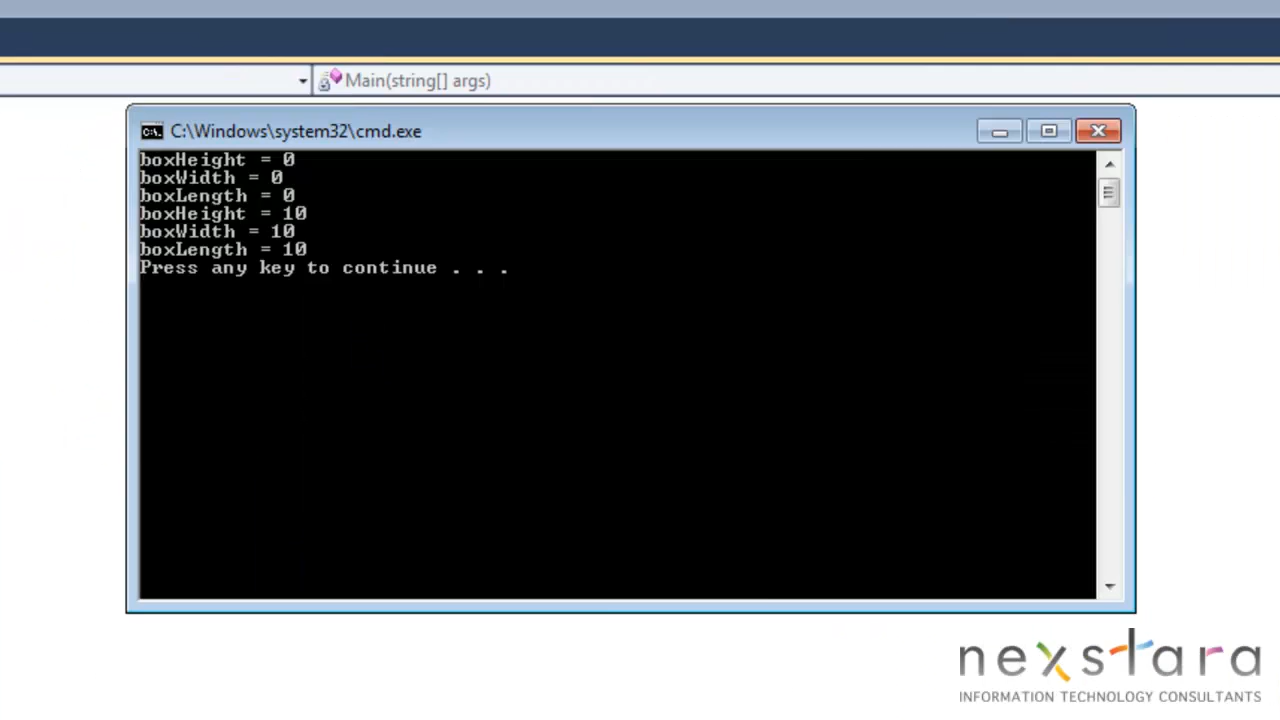 Main(string[] args)
C:\Windows\system32\cmd.exe
boxHeight = 0
boxWidth = 0
boxLength = 0
boxHeight = 10
boxWidth = 10
boxLength = 10
Press any key to continue . . .
nexstara
INFORMATION TECHNOLOGY CONSULTANTS